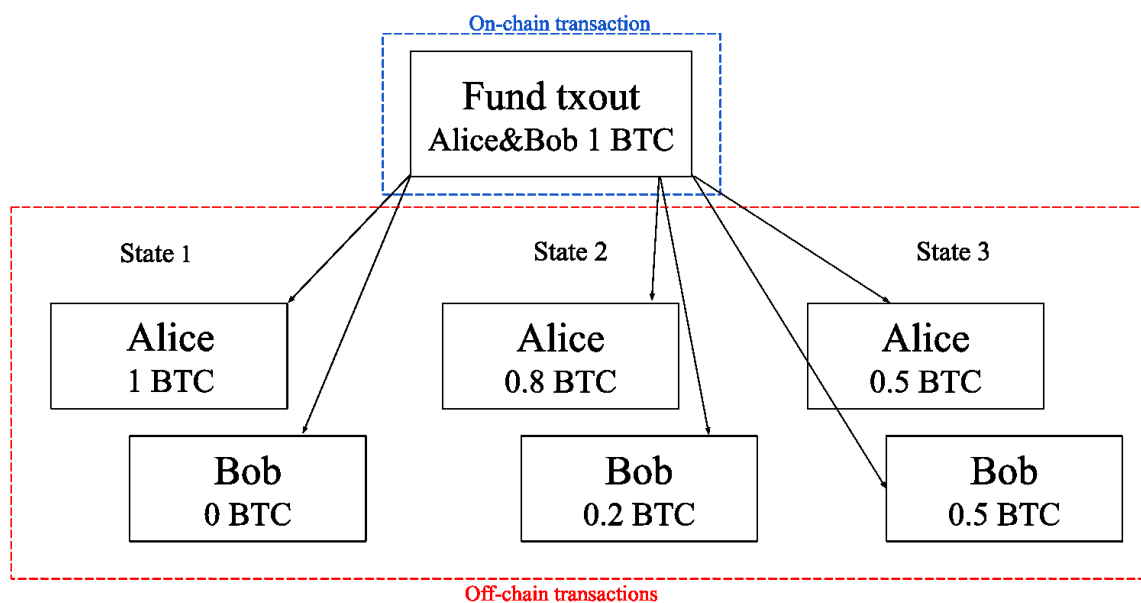 On-chain transaction
Fund txout
Alice&Bob 1 BTC
State 1
State 2
State 3
Alice
1 BTC
Alice
0.8 BTC
Alice
0.5 BTC
Bob
0 BTC
Bob
0.2 BTC
Bob
0.5 BTC
Off-chain transactions